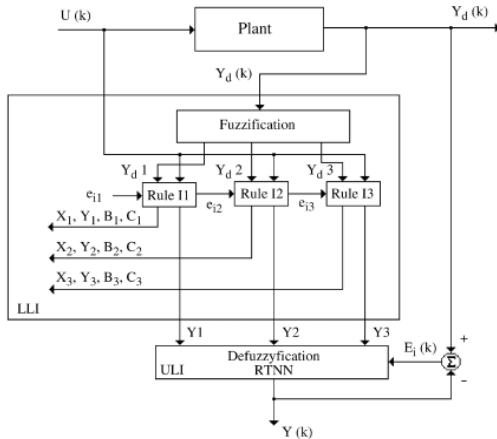 U (k)
Y_d (k)
Plant
Y_d (k)
Fuzzification
Y_d 1
Y_d 2
Y_d 3
e_i1
Rule I1
e_i2
Rule I2
e_i3
Rule I3
X_1, Y_1, B_1, C_1
X_2, Y_2, B_2, C_2
X_3, Y_3, B_3, C_3
LLI
Y1
Y2
Y3
E_i (k)
+
Defuzzyfication
ULI
RTNN
Σ
-
Y (k)